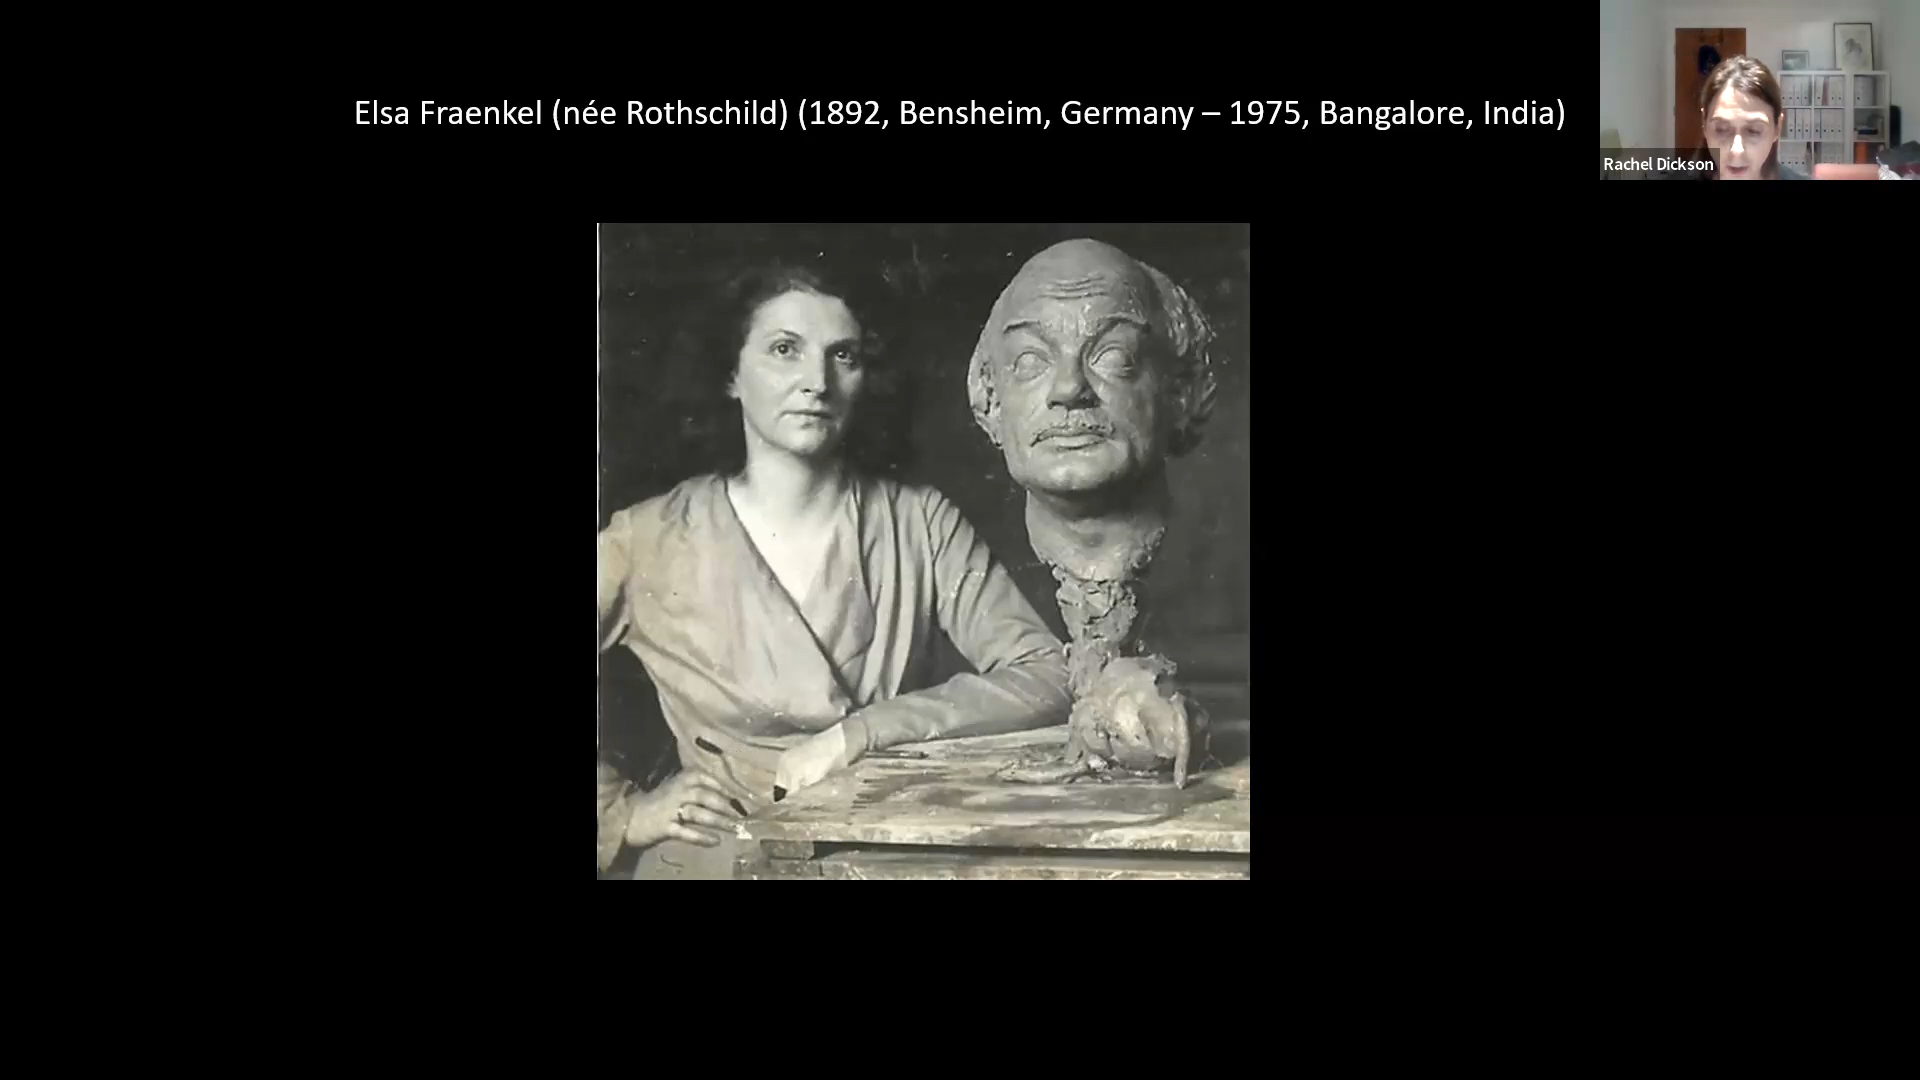 Elsa Fraenkel (née Rothschild) (1892, Bensheim, Germany – 1975, Bangalore, India)
Rachel Dickson